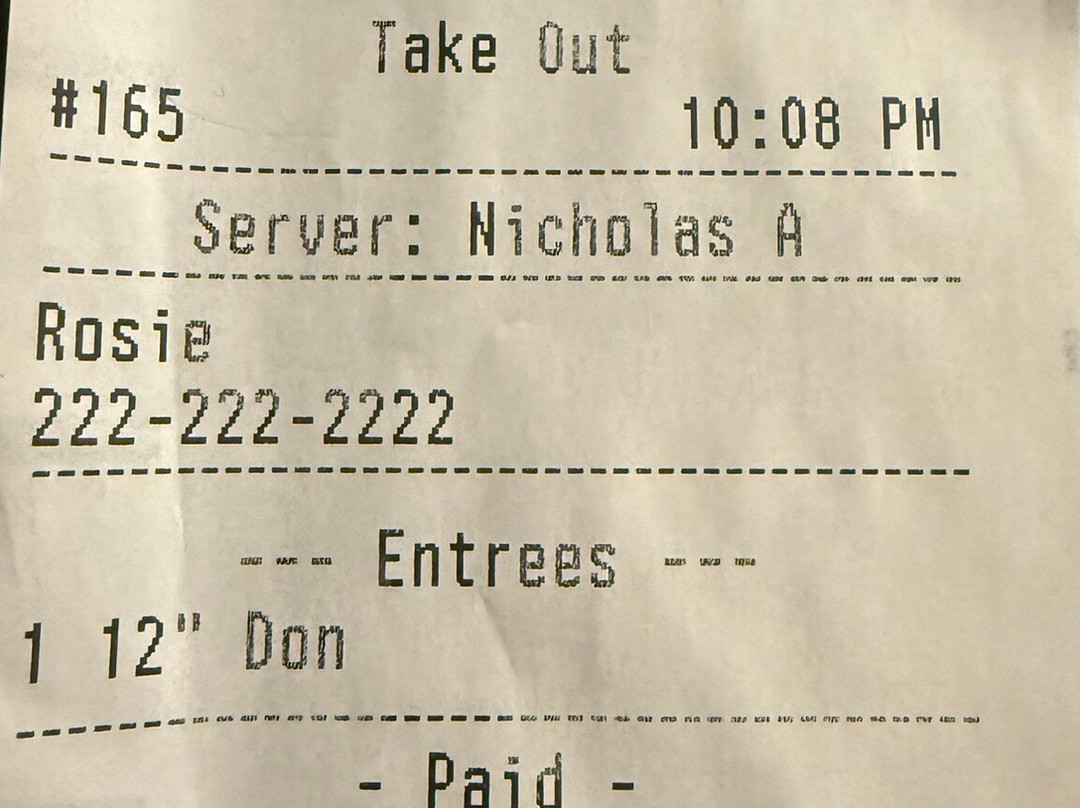 Take Out
#165 10:08 PM
Server: Nicholas A
Rosie
222-222-2222
--- Entrees ---
1 12" Don
- Paid -